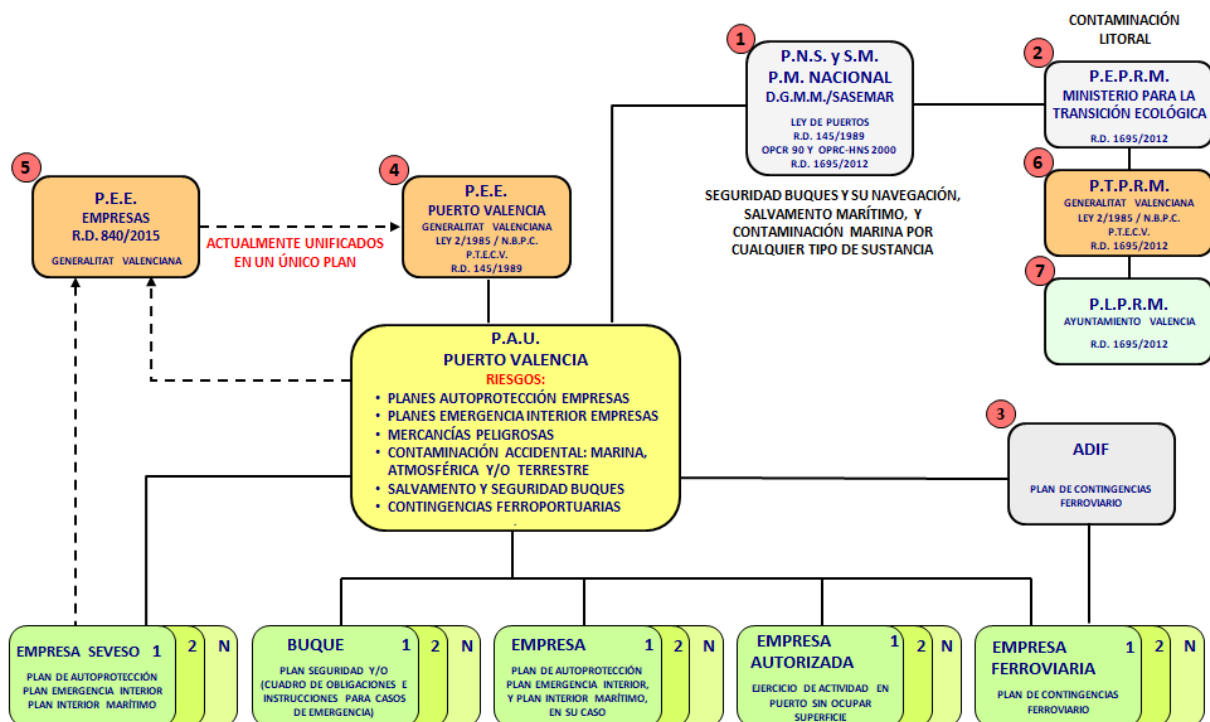 CONTAMINACIÓN
LITORAL
1
P.N.S. y S.M.
P.M. NACIONAL
D.G.M.M./SASEMAR
LEY DE PUERTOS
R.D. 145/1989
OPCR 90 Y OPRC-HNS 2000
R.D. 1695/2012
SEGURIDAD BUQUES Y SU NAVEGACIÓN,
SALVAMENTO MARÍTIMO, Y
CONTAMINACIÓN MARINA POR
CUALQUIER TIPO DE SUSTANCIA
2
P.E.P.R.M.
MINISTERIO PARA LA
TRANSICIÓN ECOLÓGICA
R.D. 1695/2012
6
P.T.P.R.M.
GENERALITAT VALENCIANA
LEY 2/1985 / N.B.P.C.
P.T.E.C.V.
R.D. 1695/2012
7
P.L.P.R.M.
AYUNTAMIENTO VALENCIA
R.D. 1695/2012
5
P.E.E.
EMPRESAS
R.D. 840/2015
GENERALITAT VALENCIANA
ACTUALMENTE UNIFICADOS
EN UN ÚNICO PLAN
4
P.E.E.
PUERTO VALENCIA
GENERALITAT VALENCIANA
LEY 2/1985 / N.B.P.C.
P.T.E.C.V.
R.D. 145/1989
P.A.U.
PUERTO VALENCIA
RIESGOS:
• PLANES AUTOPROTECCIÓN EMPRESAS
• PLANES EMERGENCIA INTERIOR EMPRESAS
• MERCANCÍAS PELIGROSAS
• CONTAMINACIÓN ACCIDENTAL: MARINA,
ATMOSFÉRICA Y/O TERRESTRE
• SALVAMENTO Y SEGURIDAD BUQUES
• CONTINGENCIAS FERROPORTUARIAS
.
3
ADIF
PLAN DE CONTINGENCIAS
FERROVIARIO
EMPRESA SEVESO 1 2 N
PLAN DE AUTOPROTECCIÓN
PLAN EMERGENCIA INTERIOR
PLAN INTERIOR MARÍTIMO
BUQUE 1 2 N
PLAN SEGURIDAD Y/O
(CUADRO DE OBLIGACIONES E
INSTRUCCIONES PARA CASOS
DE EMERGENCIA)
EMPRESA 1 2 N
PLAN DE AUTOPROTECCIÓN
PLAN EMERGENCIA INTERIOR,
Y PLAN INTERIOR MARÍTIMO,
EN SU CASO
EMPRESA 1 2 N
AUTORIZADA
EJERCICIO DE ACTIVIDAD EN
PUERTO SIN OCUPAR
SUPERFICIE
EMPRESA 1 2 N
FERROVIARIA
PLAN DE CONTINGENCIAS
FERROVIARIO